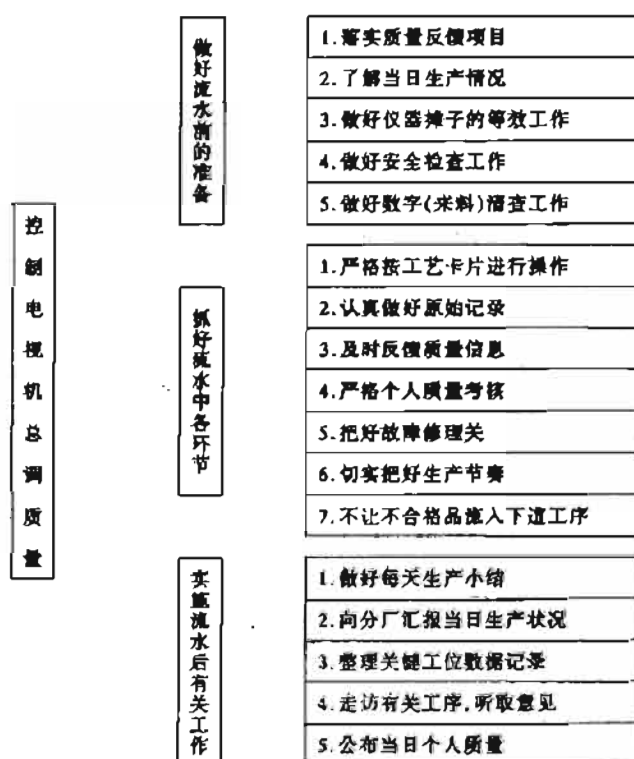 控制电视机总调质量
做好流水前的准备
1.落实质量反馈项目
2.了解当日生产情况
3.做好仪器摊子的等效工作
4.做好安全检查工作
5.做好数字(来料)清查工作
抓好流水中各环节
1.严格按工艺卡片进行操作
2.认真做好原始记录
3.及时反馈质量信息
4.严格个人质量考核
5.把好故障修理关
6.切实把好生产节奏
7.不让不合格品流入下道工序
实施流水后有关工作
1.做好每天生产小结
2.向分厂汇报当日生产状况
3.整理关键工位数据记录
4.走访有关工序,听取意见
5.公布当日个人质量